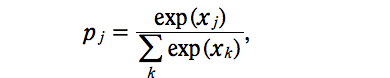 p_j = exp(x_j) / ∑_k exp(x_k),